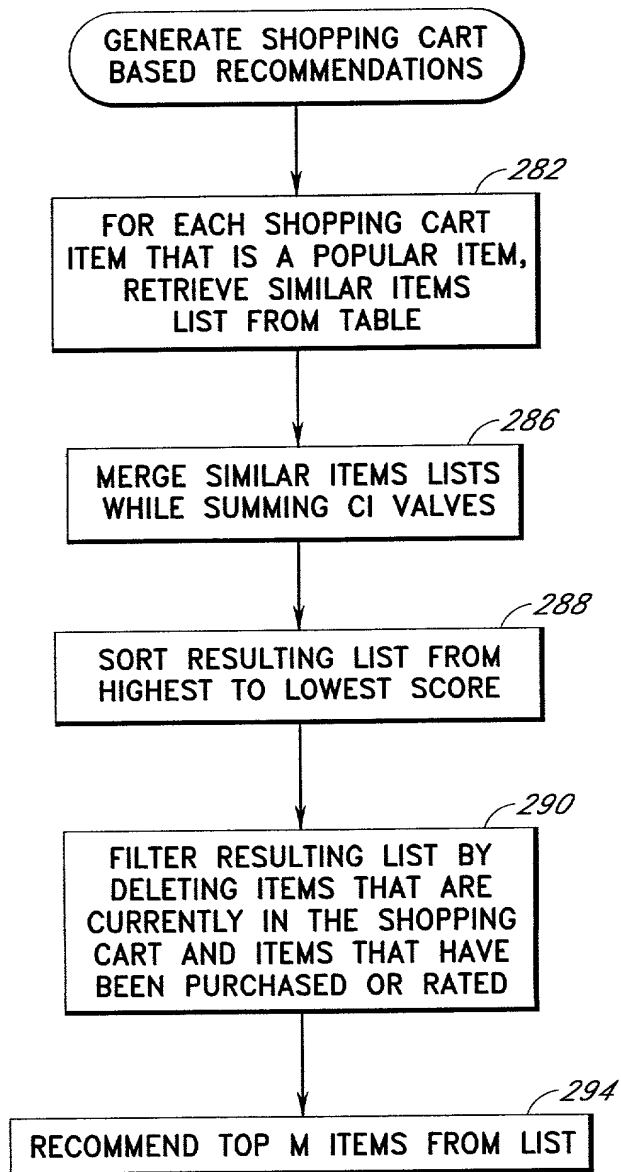 GENERATE SHOPPING CART
BASED RECOMMENDATIONS
282
FOR EACH SHOPPING CART
ITEM THAT IS A POPULAR ITEM,
RETRIEVE SIMILAR ITEMS
LIST FROM TABLE
286
MERGE SIMILAR ITEMS LISTS
WHILE SUMMING CI VALVES
288
SORT RESULTING LIST FROM
HIGHEST TO LOWEST SCORE
290
FILTER RESULTING LIST BY
DELETING ITEMS THAT ARE
CURRENTLY IN THE SHOPPING
CART AND ITEMS THAT HAVE
BEEN PURCHASED OR RATED
294
RECOMMEND TOP M ITEMS FROM LIST